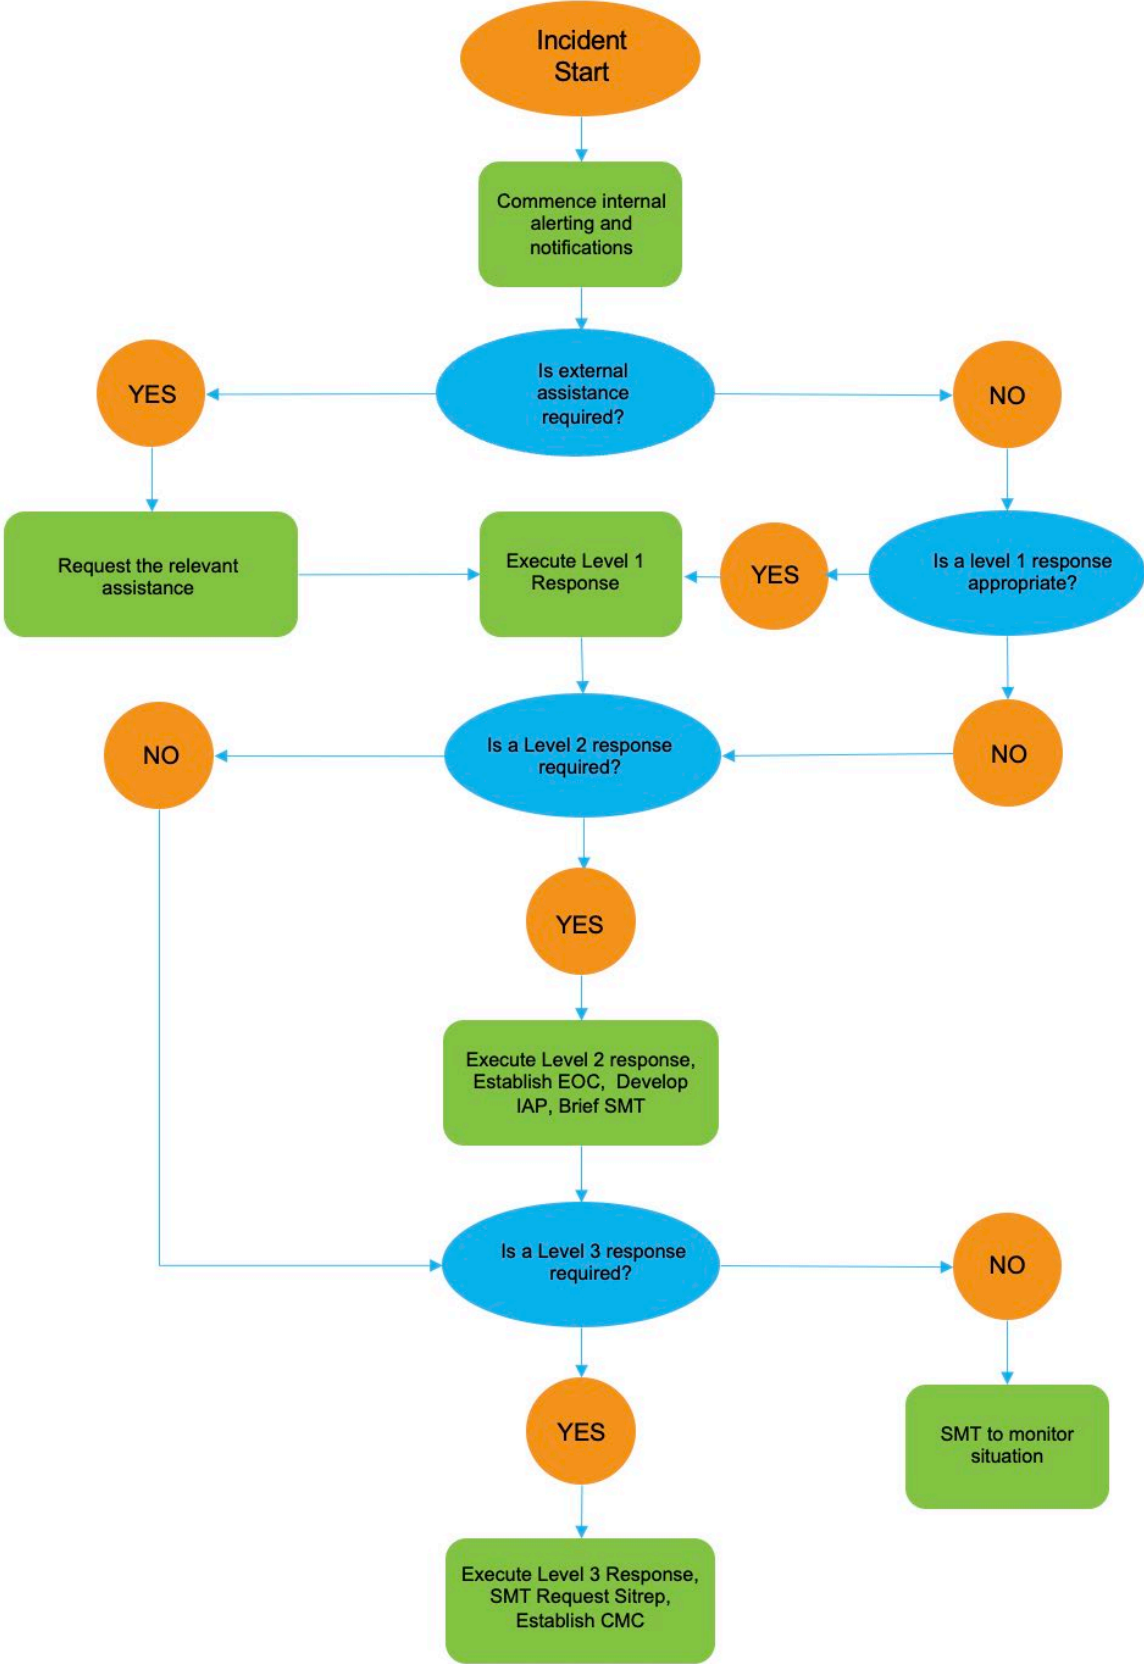 Incident
Start
Commence internal
alerting and
notifications
Is external
assistance
required?
YES
NO
Request the relevant
assistance
Execute Level 1
Response
YES
Is a level 1 response
appropriate?
NO
Is a Level 2 response
required?
NO
YES
Execute Level 2 response,
Establish EOC,  Develop
IAP, Brief SMT
Is a Level 3 response
required?
NO
YES
SMT to monitor
situation
Execute Level 3 Response,
SMT Request Sitrep,
Establish CMC